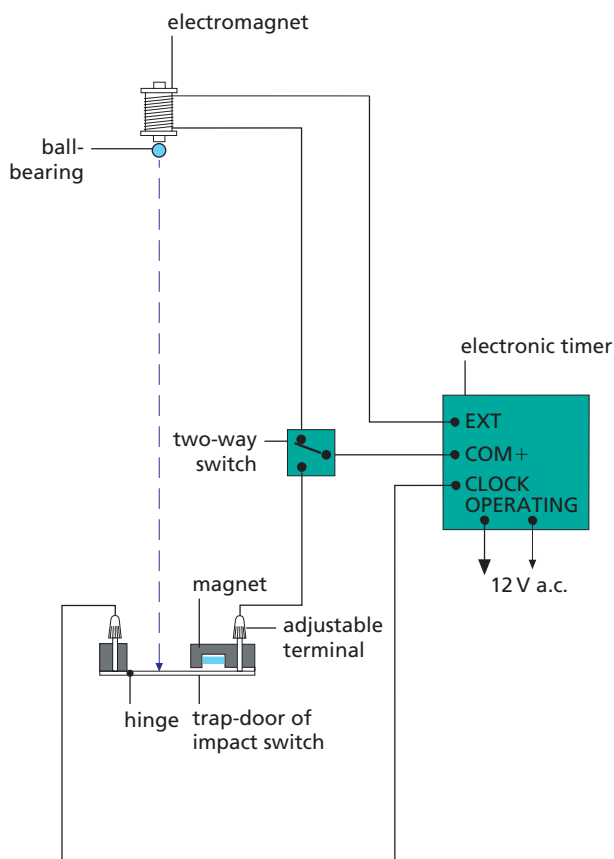 electromagnet
ball-
bearing
electronic timer
EXT
two-way
switch
COM+
CLOCK
OPERATING
12 V a.c.
magnet
adjustable
terminal
hinge
trap-door of
impact switch